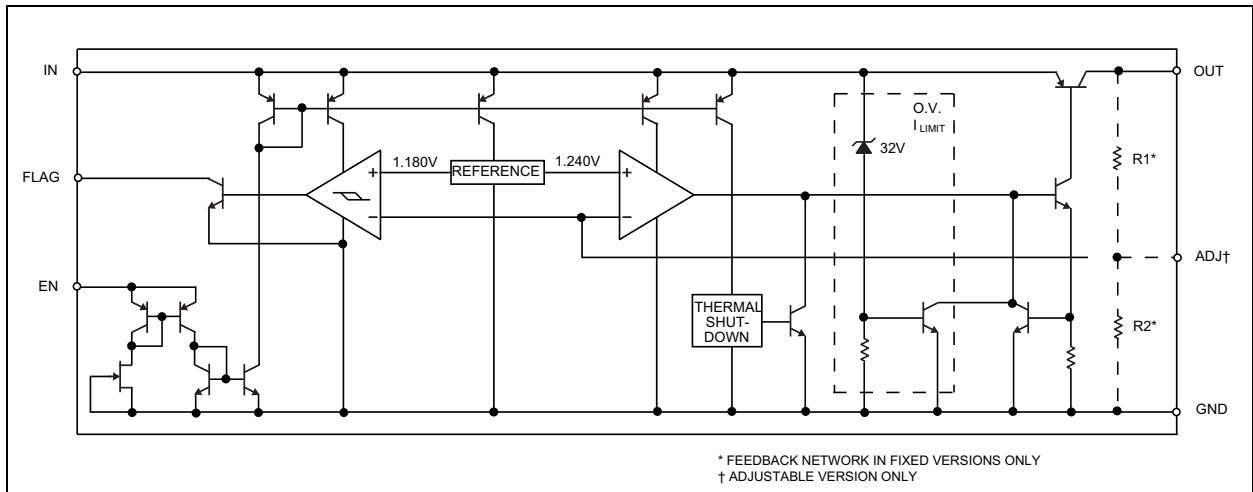 IN
OUT
O.V.
I LIMIT
32V
R1*
1.180V
REFERENCE
1.240V
FLAG
+
+
−
−
ADJ†
EN
THERMAL
SHUT-
DOWN
R2*
GND
* FEEDBACK NETWORK IN FIXED VERSIONS ONLY
† ADJUSTABLE VERSION ONLY